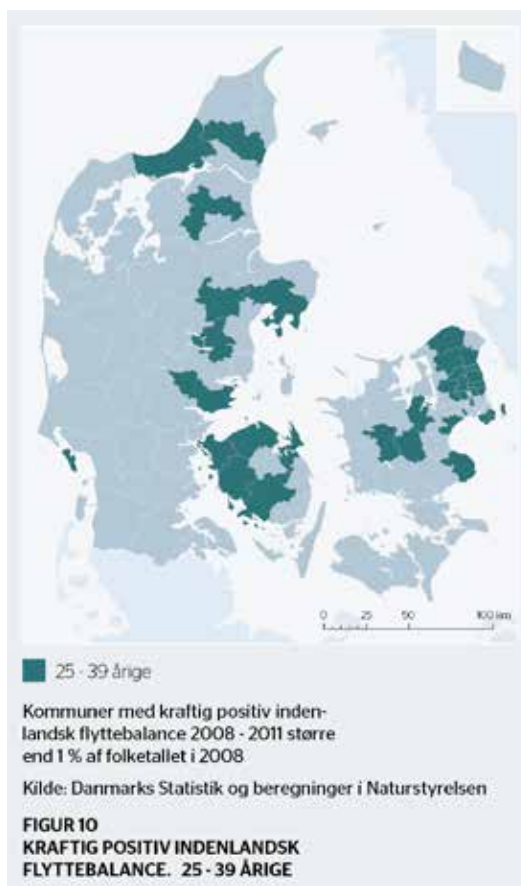 0 25 50 100 km
25 - 39 årige
Kommuner med kraftig positiv inden-
landsk flyttebalance 2008 - 2011 større
end 1 % af folketallet i 2008
Kilde: Danmarks Statistik og beregninger i Naturstyrelsen
FIGUR 10
KRAFTIG POSITIV INDENLANDSK
FLYTTEBALANCE. 25 - 39 ÅRIGE